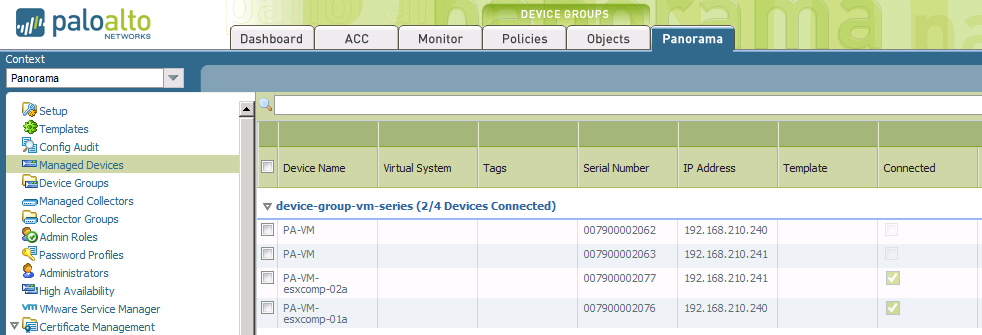 paloalto
NETWORKS
DEVICE GROUPS
Dashboard ACC Monitor Policies Objects Panorama
Context
Panorama
Setup
Templates
Config Audit
Managed Devices
Device Groups
Managed Collectors
Collector Groups
Admin Roles
Password Profiles
Administrators
High Availability
vm VMware Service Manager
Certificate Management
Device Name Virtual System Tags Serial Number IP Address Template Connected
device-group-vm-series (2/4 Devices Connected)
PA-VM 007900002062 192.168.210.240
PA-VM 007900002063 192.168.210.241
PA-VM-
esxcomp-02a 007900002077 192.168.210.241
PA-VM-
esxcomp-01a 007900002076 192.168.210.240